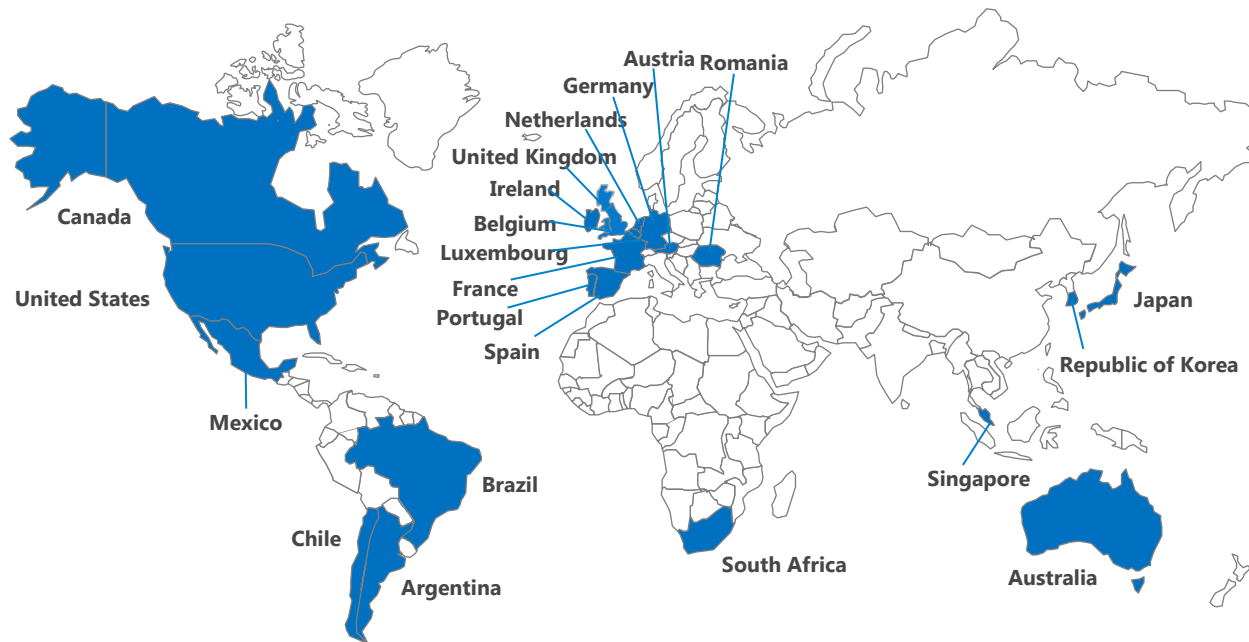 Austria
Romania
Germany
Netherlands
United Kingdom
Ireland
Canada
Belgium
Luxembourg
United States
France
Japan
Portugal
Spain
Republic of Korea
Mexico
Singapore
Brazil
Chile
South Africa
Australia
Argentina